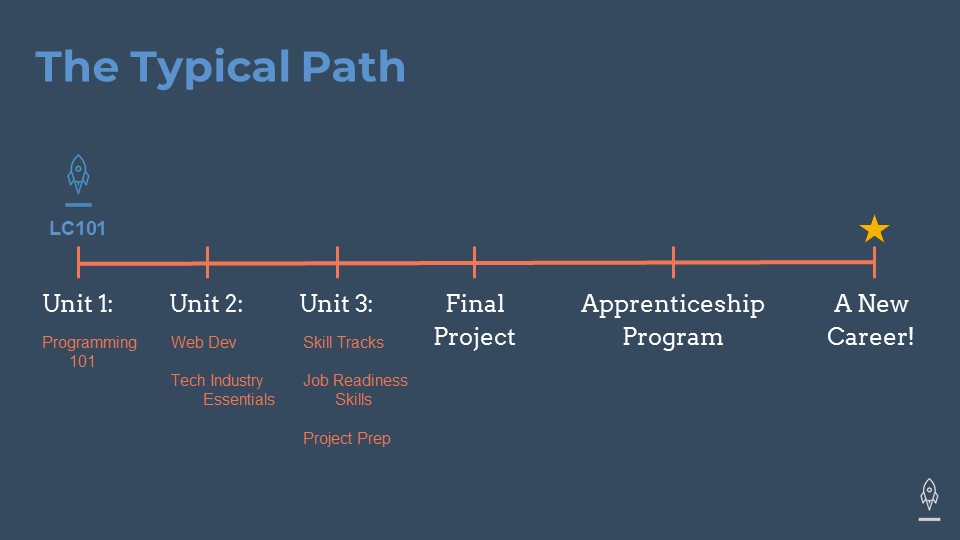 The Typical Path
LC101
Unit 1:
Programming
101
Unit 2:
Web Dev
Tech Industry
Essentials
Unit 3:
Skill Tracks
Job Readiness
Skills
Project Prep
Final
Project
Apprenticeship
Program
A New
Career!